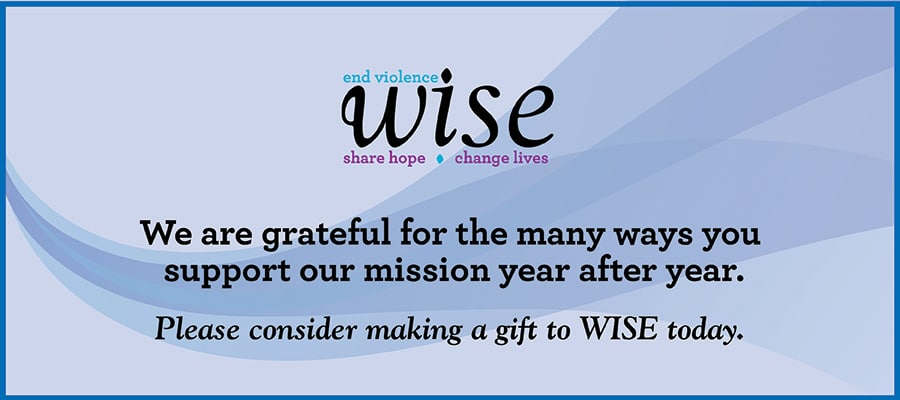 end violence
wise
share hope change lives
We are grateful for the many ways you
support our mission year after year.
Please consider making a gift to WISE today.